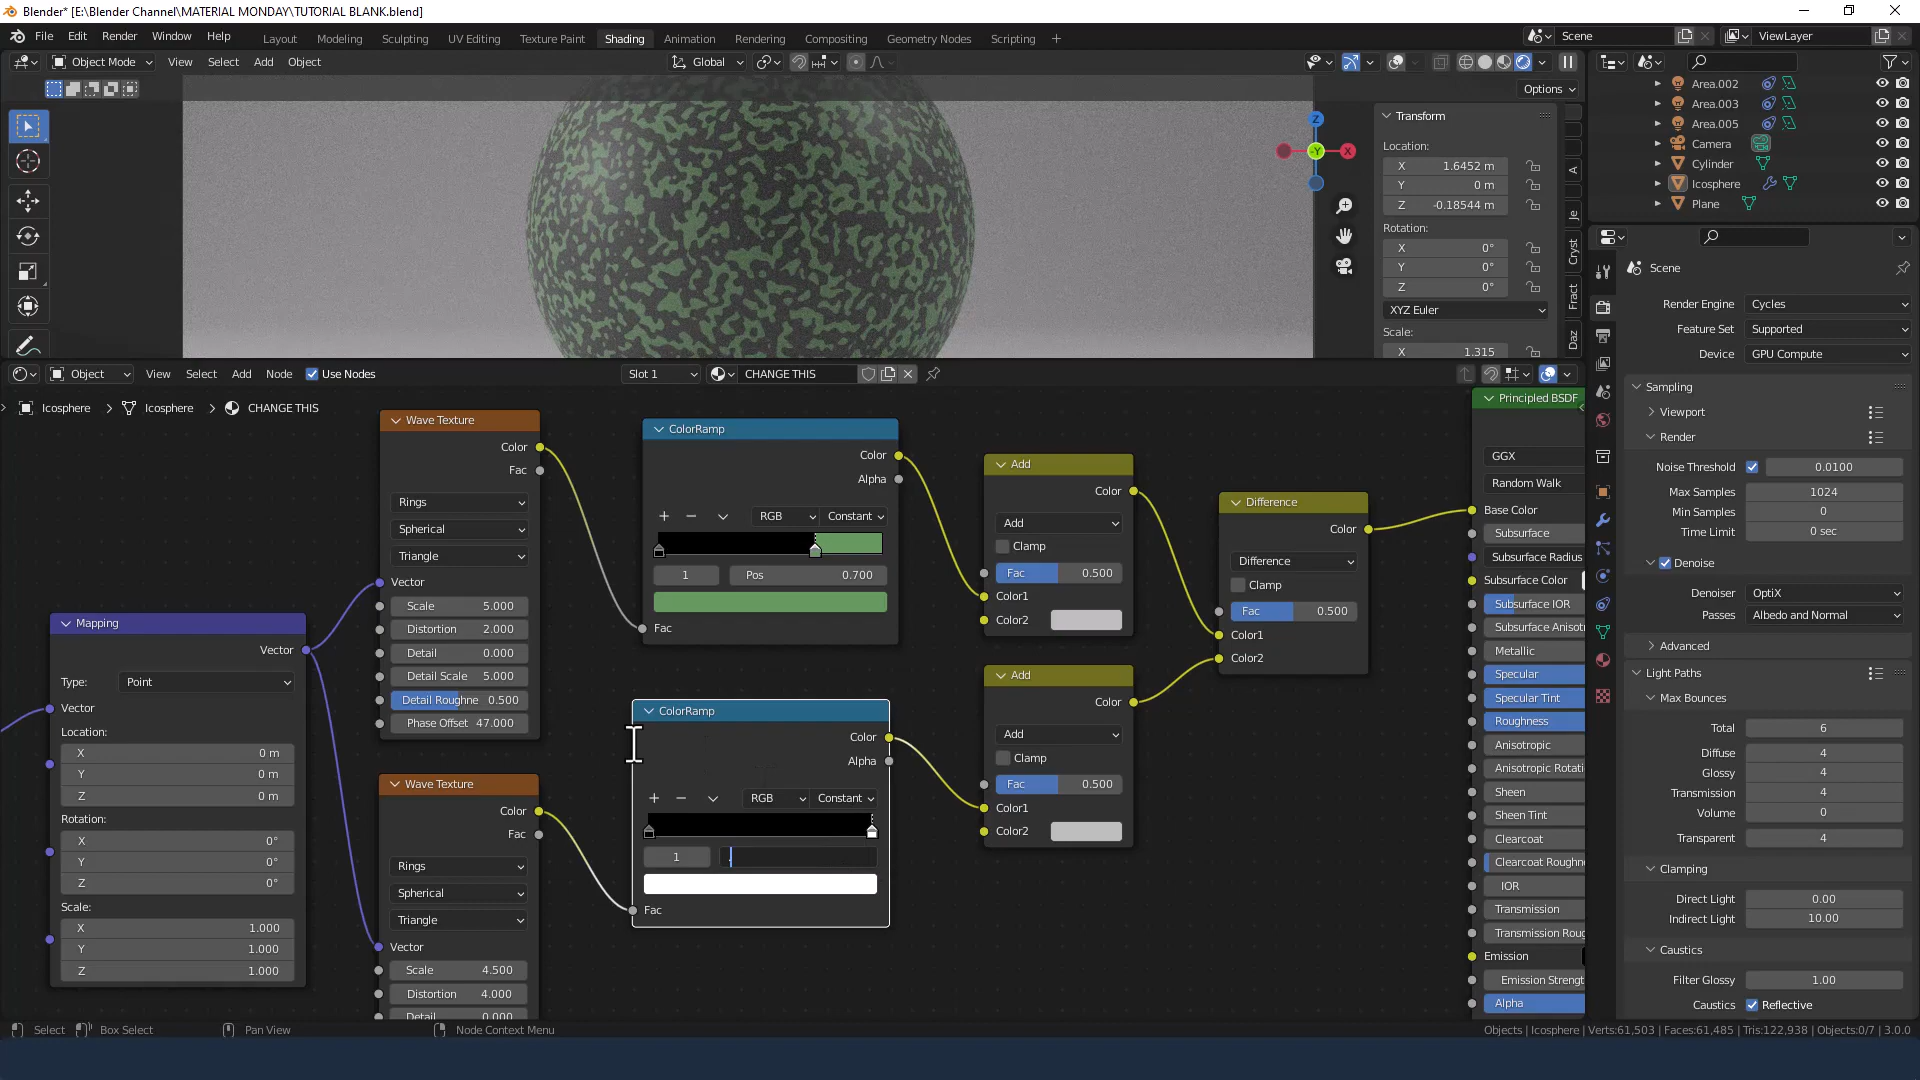 Blender* [E:\Blender Channel\MATERIAL MONDAY\TUTORIAL BLANK.blend]
File Edit Render Window Help
Layout Modeling Sculpting UV Editing Texture Paint Shading Animation Rendering Compositing Geometry Nodes Scripting
Scene
ViewLayer
Object Mode View Select Add Object
Global
Options
Z
-Y
X
Transform
Location:
X 1.6452 m
Y 0 m
Z -0.18544 m
Rotation:
X 0°
Y 0°
Z 0°
XYZ Euler
Scale:
X 1.315
A
Je
Cryst
Fract
Daz
Area.002
Area.003
Area.005
Camera
Cylinder
Icosphere
Plane
Scene
Render Engine Cycles
Feature Set Supported
Device GPU Compute
Sampling
Viewport
Render
Noise Threshold 0.0100
Max Samples 1024
Min Samples 0
Time Limit 0 sec
Denoise
Denoiser OptiX
Passes Albedo and Normal
Advanced
Light Paths
Max Bounces
Total 6
Diffuse 4
Glossy 4
Transmission 4
Volume 0
Transparent 4
Clamping
Direct Light 0.00
Indirect Light 10.00
Caustics
Filter Glossy 1.00
Caustics Reflective
Object View Select Add Node Use Nodes
Slot 1
CHANGE THIS
Icosphere > Icosphere > CHANGE THIS
Mapping
Vector
Type: Point
Vector
Location:
X 0 m
Y 0 m
Z 0 m
Rotation:
X 0°
Y 0°
Z 0°
Scale:
X 1.000
Y 1.000
Z 1.000
Wave Texture
Color
Fac
Rings
Spherical
Triangle
Vector
Scale 5.000
Distortion 2.000
Detail 0.000
Detail Scale 5.000
Detail Roughne 0.500
Phase Offset 47.000
Wave Texture
Color
Fac
Rings
Spherical
Triangle
Vector
Scale 4.500
Distortion 4.000
Detail 0.000
ColorRamp
Color
Alpha
RGB Constant
1 Pos 0.700
Fac
ColorRamp
Color
Alpha
RGB Constant
1 .
Fac
Add
Color
Add
Clamp
Fac 0.500
Color1
Color2
Add
Color
Add
Clamp
Fac 0.500
Color1
Color2
Difference
Color
Difference
Clamp
Fac 0.500
Color1
Color2
Principled BSDF
GGX
Random Walk
Base Color
Subsurface
Subsurface Radius
Subsurface Color
Subsurface IOR
Subsurface Anisot
Metallic
Specular
Specular Tint
Roughness
Anisotropic
Anisotropic Rotati
Sheen
Sheen Tint
Clearcoat
Clearcoat Roughne
IOR
Transmission
Transmission Roug
Emission
Emission Strengt
Alpha
Select Box Select Pan View Node Context Menu
Objects | Icosphere | Verts:61,503 | Faces:61,485 | Tris:122,938 | Objects:0/7 | 3.0.0